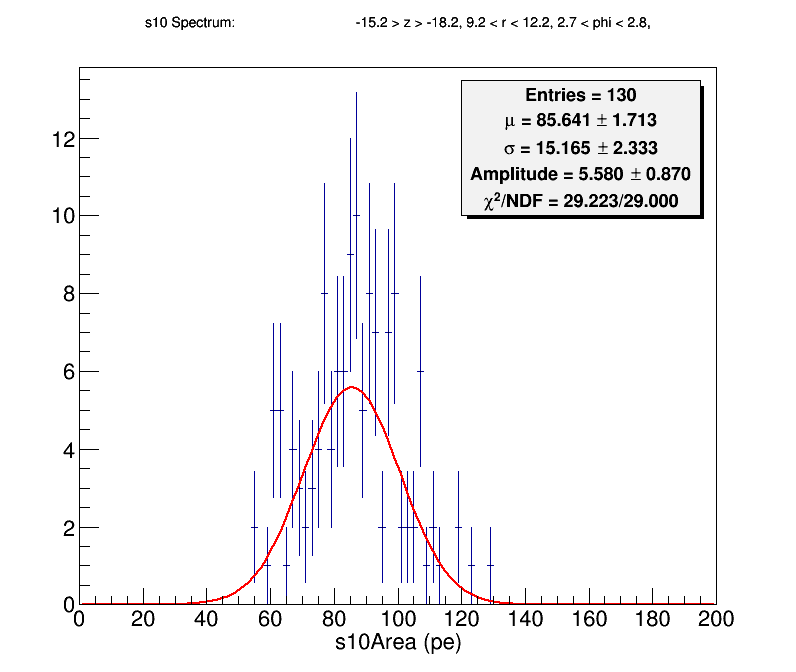 s10 Spectrum: -15.2 > z > -18.2, 9.2 < r < 12.2, 2.7 < phi < 2.8,
Entries = 130
μ = 85.641 ± 1.713
σ = 15.165 ± 2.333
Amplitude = 5.580 ± 0.870
χ²/NDF = 29.223/29.000
12
10
8
6
4
2
0
0 20 40 60 80 100 120 140 160 180 200
s10Area (pe)